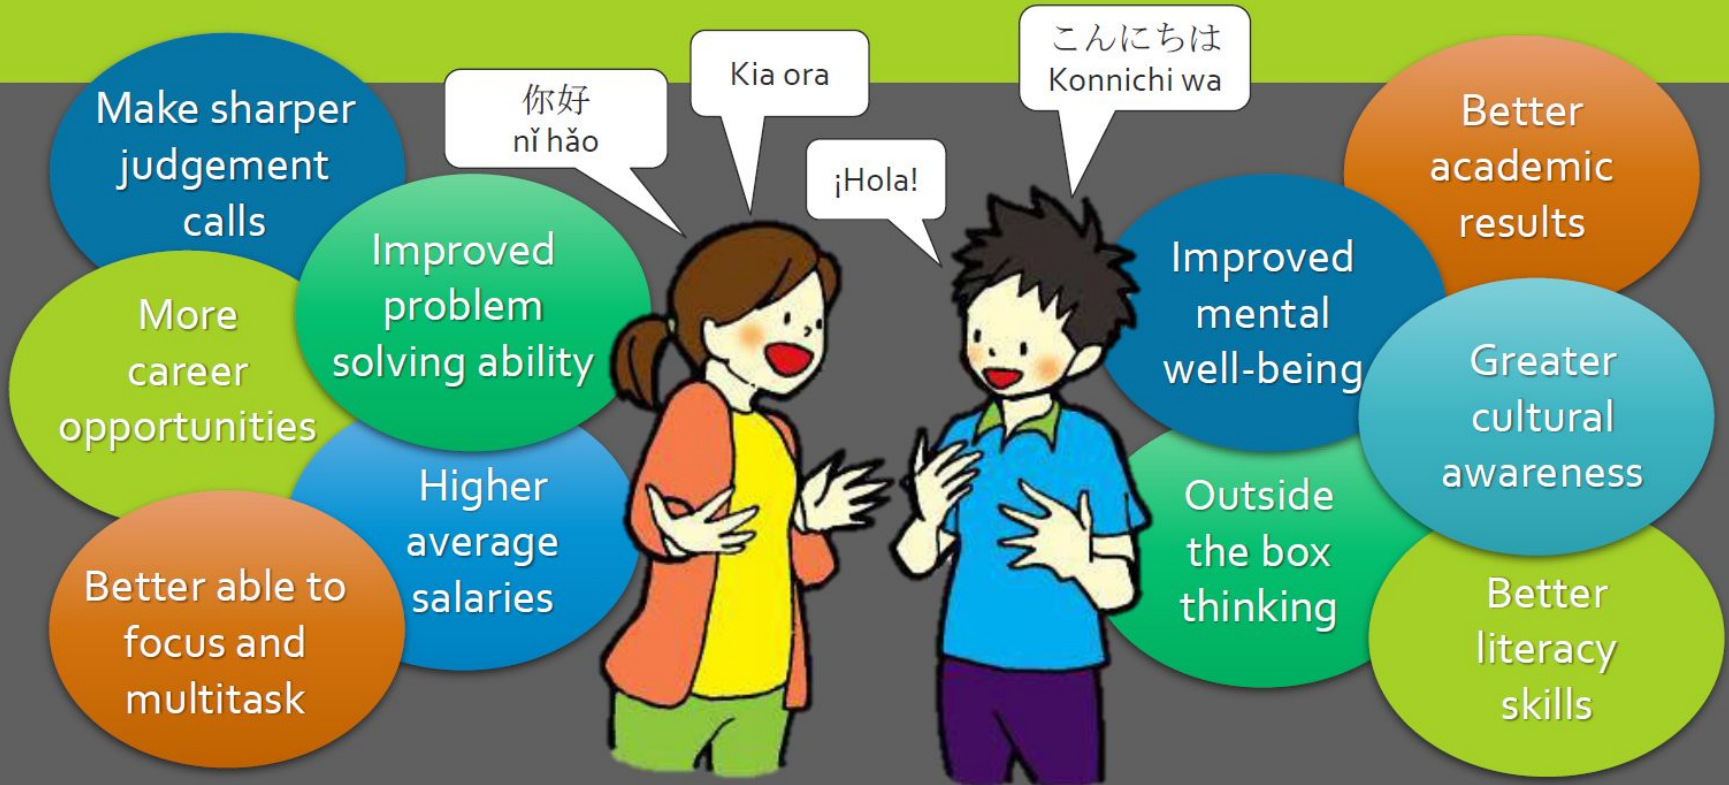 Make sharper
judgement
calls
More
career
opportunities
Improved
problem
solving ability
Higher
average
salaries
Better able to
focus and
multitask
你好
nǐ hǎo
Kia ora
¡Hola!
こんにちは
Konnichi wa
Better
academic
results
Improved
mental
well-being
Greater
cultural
awareness
Outside
the box
thinking
Better
literacy
skills